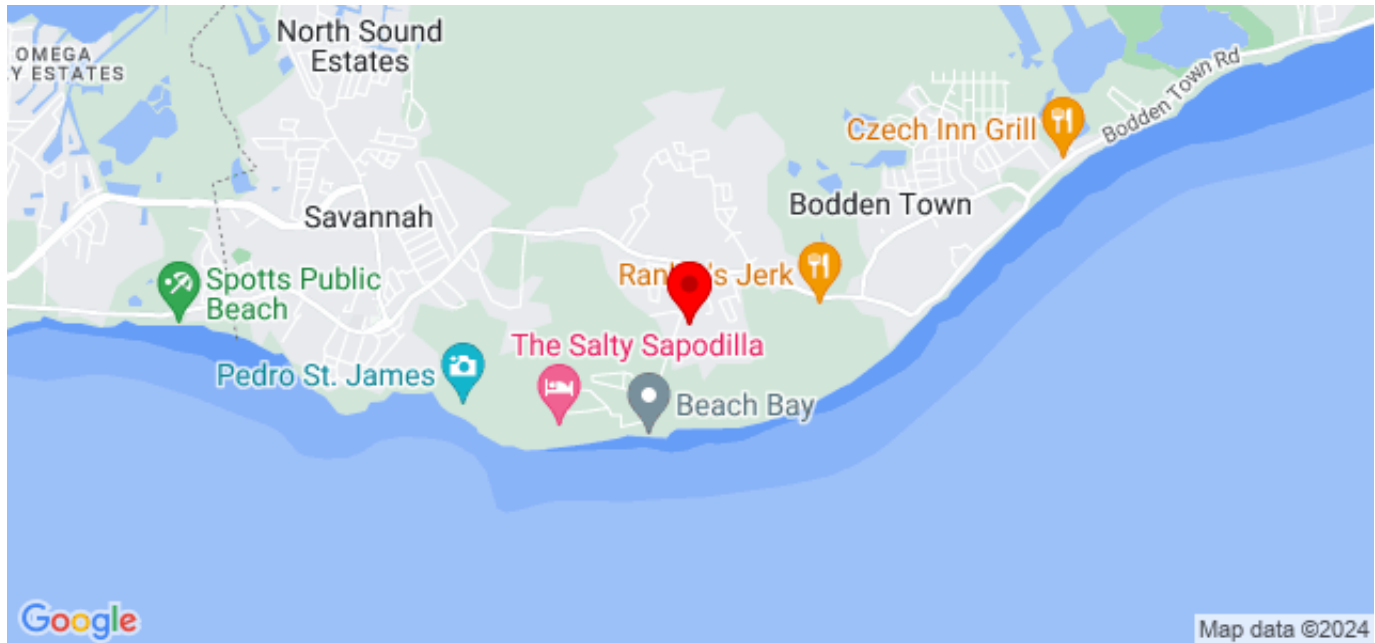 North Sound
Estates
OMEGA
Y ESTATES
Bodden Town Rd
Czech Inn Grill
Savannah
Bodden Town
Spotts Public
Beach
Jerk
The Salty Sapodilla
Pedro St. James
Beach Bay
Google
Map data ©2024